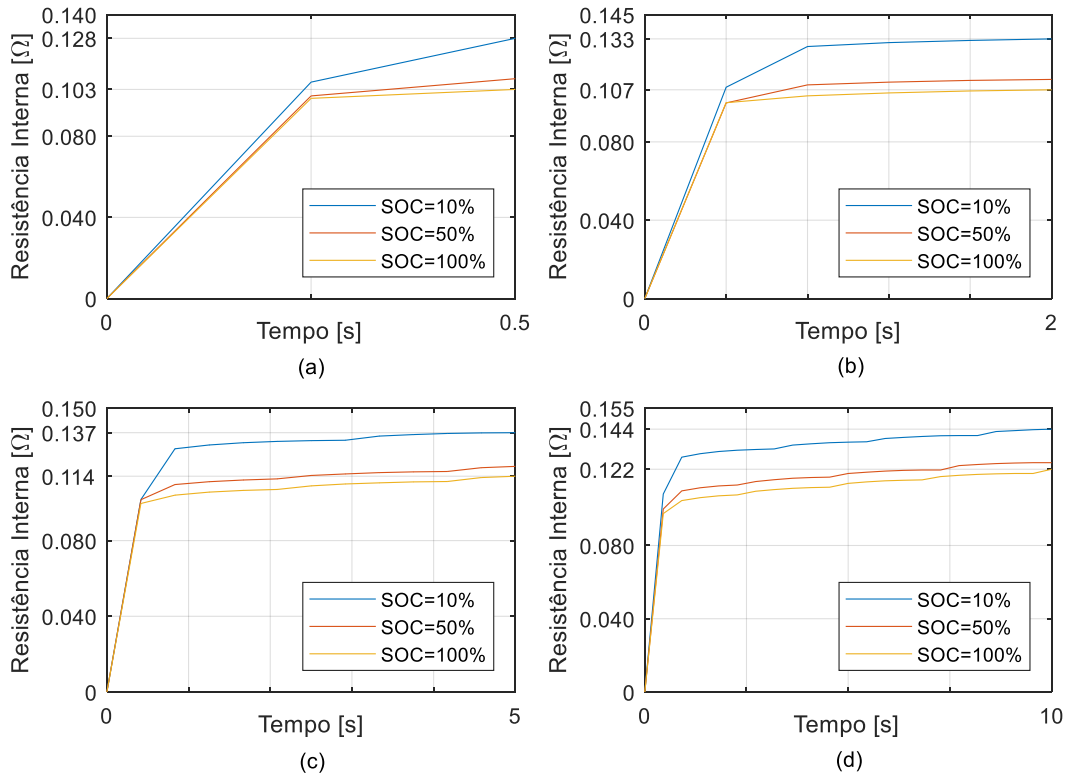 0.140
0.128
0.103
0.080
0.040
0
Resistência Interna [Ω]
SOC=10%
SOC=50%
SOC=100%
0
0.5
Tempo [s]
(a)
0.145
0.133
0.107
0.080
0.040
0
Resistência Interna [Ω]
SOC=10%
SOC=50%
SOC=100%
0
2
Tempo [s]
(b)
0.150
0.137
0.114
0.080
0.040
0
Resistência Interna [Ω]
SOC=10%
SOC=50%
SOC=100%
0
5
Tempo [s]
(c)
0.155
0.144
0.122
0.080
0.040
0
Resistência Interna [Ω]
SOC=10%
SOC=50%
SOC=100%
0
10
Tempo [s]
(d)